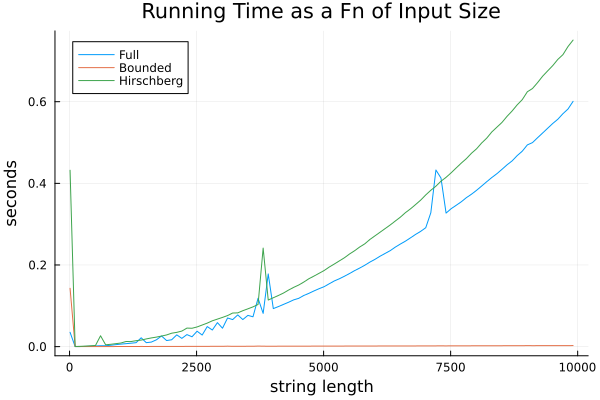 Running Time as a Fn of Input Size
Full
Bounded
Hirschberg
seconds
0.6
0.4
0.2
0.0
0
2500
5000
7500
10000
string length